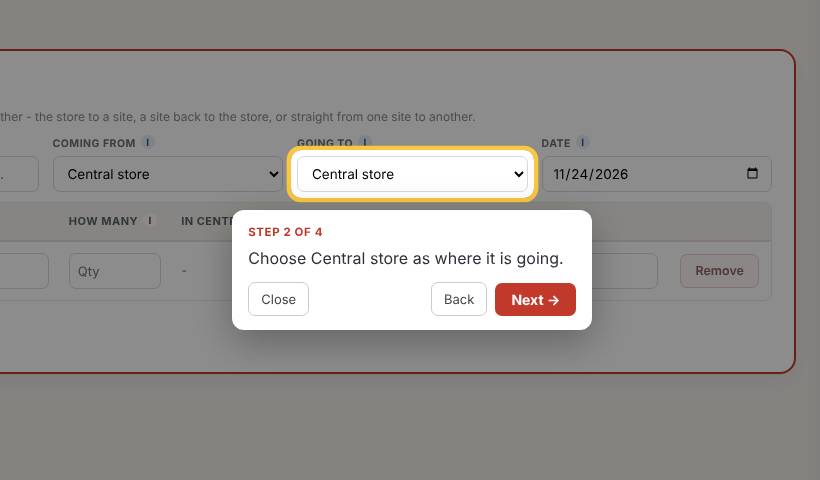 ther - the store to a site, a site back to the store, or straight from one site to another.
COMING FROM I GOING TO I DATE I
Central store Central store 11/24/2026
HOW MANY I IN CENT
Qty - Remove
STEP 2 OF 4
Choose Central store as where it is going.
Close Back Next →